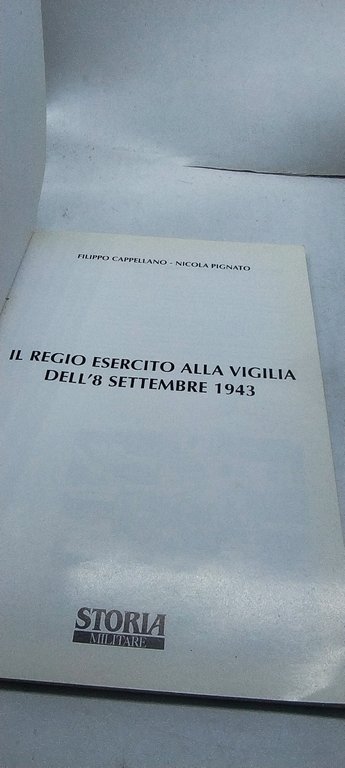 FILIPPO CAPPELLANO - NICOLA PIGNATO
IL REGIO ESERCITO ALLA VIGILIA
DELL'8 SETTEMBRE 1943
STORIA
MILITARE